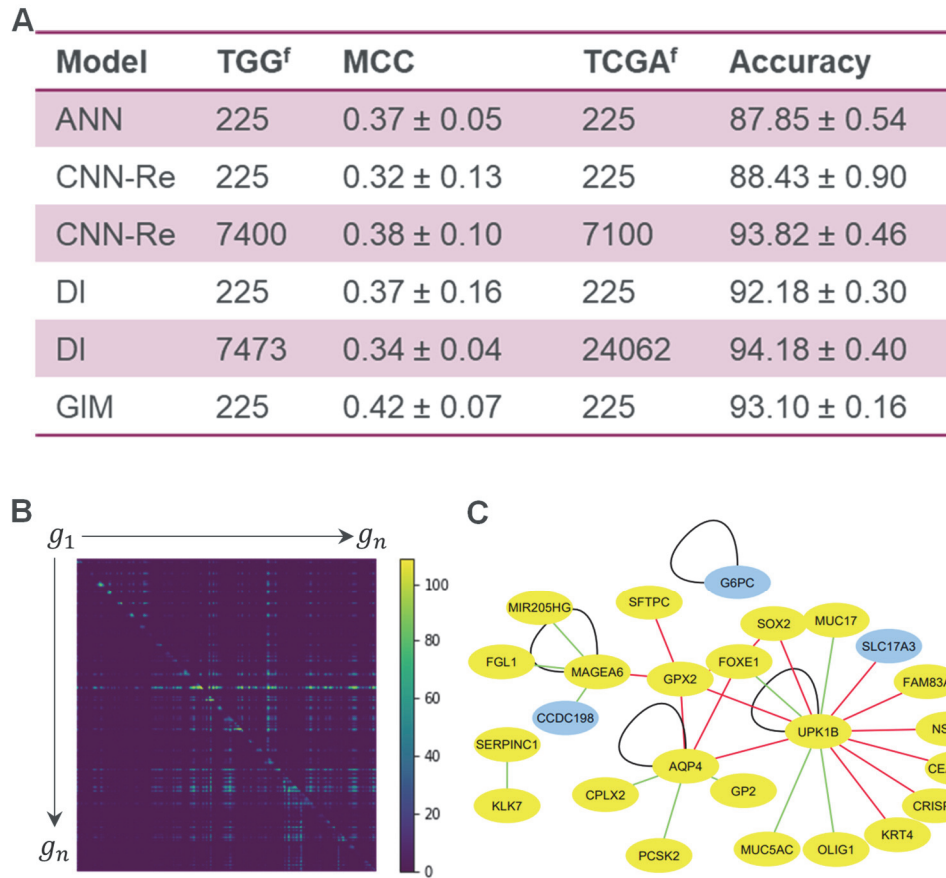 A
Model TGGᶠ MCC TCGAᶠ Accuracy
ANN 225 0.37 ± 0.05 225 87.85 ± 0.54
CNN-Re 225 0.32 ± 0.13 225 88.43 ± 0.90
CNN-Re 7400 0.38 ± 0.10 7100 93.82 ± 0.46
DI 225 0.37 ± 0.16 225 92.18 ± 0.30
DI 7473 0.34 ± 0.04 24062 94.18 ± 0.40
GIM 225 0.42 ± 0.07 225 93.10 ± 0.16
B
g₁ gₙ
gₙ
100
80
60
40
20
0
C
G6PC
MIR205HG
SFTPC
SOX2
MUC17
SLC17A3
FGL1
MAGEA6
GPX2
FOXE1
FAM83A
CCDC198
UPK1B
SERPINC1
AQP4
CPLX2
GP2
KLK7
KRT4
PCSK2
MUC5AC
OLIG1